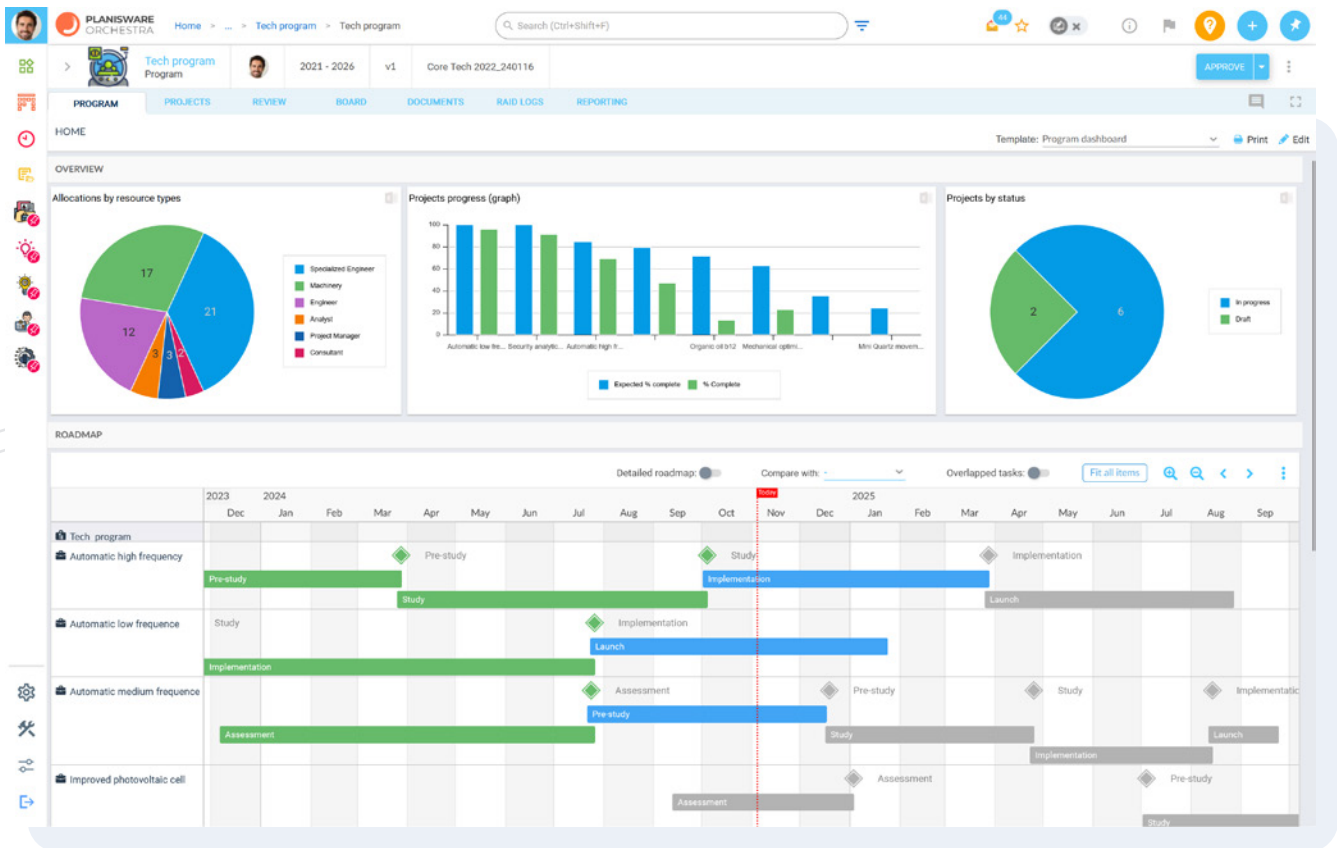 PLANISWARE
ORCHESTRA
Home > ... > Tech program > Tech program
Search (Ctrl+Shift+F)
44
Tech program
Program
2021 - 2026
v1
Core Tech 2022_240116
APPROVE
PROGRAM
PROJECTS
REVIEW
BOARD
DOCUMENTS
RAID LOGS
REPORTING
HOME
Template: Program dashboard
Print
Edit
OVERVIEW
Allocations by resource types
17
21
12
3
3
2
Specialized Engineer
Machinery
Engineer
Analyst
Project Manager
Consultant
Projects progress (graph)
100
80
60
40
20
0
Automatic low fre... Security analytic... Automatic high fr... Organic oil b12 Mechanical optimi... Mini Quartz movem...
Expected % complete
% Complete
Projects by status
2
6
In progress
Draft
ROADMAP
Detailed roadmap:
Compare with: -
Overlapped tasks:
Fit all items
2023 2024 Today 2025
Dec Jan Feb Mar Apr May Jun Jul Aug Sep Oct Nov Dec Jan Feb Mar Apr May Jun Jul Aug Sep
Tech program
Automatic high frequency
Pre-study
Study
Implementation
Pre-study
Implementation
Study
Launch
Automatic low frequence
Study
Implementation
Launch
Implementation
Automatic medium frequence
Assessment
Pre-study
Study
Implementatic
Pre-study
Assessment
Study
Launch
Implementation
Improved photovoltaic cell
Assessment
Pre-study
Assessment
Study